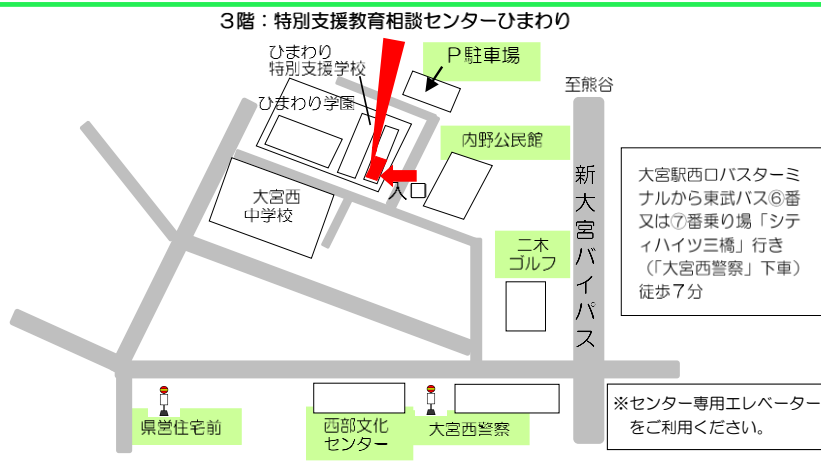 ３階：特別支援教育相談センターひまわり
ひまわり
特別支援学校
Ｐ駐車場
至熊谷
ひまわり学園
内野公民館
入口
大宮西
中学校
新大宮バイパス
二木
ゴルフ
大宮駅西口バスターミ
ナルから東武バス⑥番
又は⑦番乗り場「シテ
ィハイツ三橋」行き
（「大宮西警察」下車）
徒歩７分
県営住宅前
西部文化
センター
大宮西警察
※センター専用エレベーター
をご利用ください。